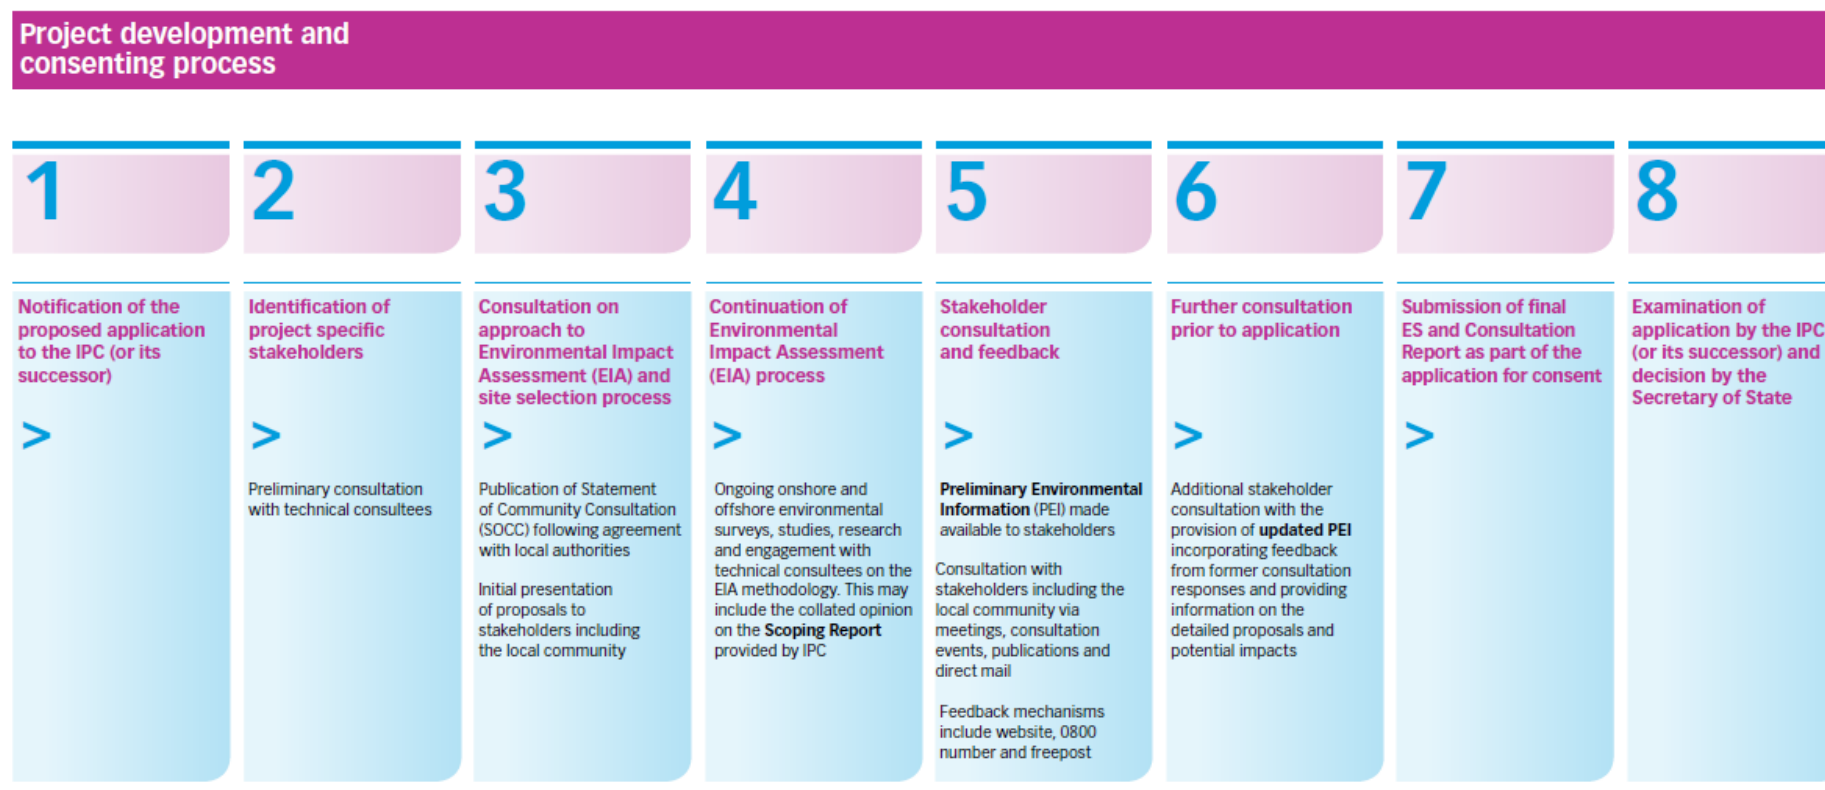 Project development and
consenting process
1
2
3
4
5
6
7
8
Notification of the
proposed application
to the IPC (or its
successor)
>
Identification of
project specific
stakeholders
>
Preliminary consultation
with technical consultees
Consultation on
approach to
Environmental Impact
Assessment (EIA) and
site selection process
>
Publication of Statement
of Community Consultation
(SOCC) following agreement
with local authorities
Initial presentation
of proposals to
stakeholders including
the local community
Continuation of
Environmental
Impact Assessment
(EIA) process
>
Ongoing onshore and
offshore environmental
surveys, studies, research
and engagement with
technical consultees on the
EIA methodology. This may
include the collated opinion
on the Scoping Report
provided by IPC
Stakeholder
consultation
and feedback
>
Preliminary Environmental
Information (PEI) made
available to stakeholders
Consultation with
stakeholders including the
local community via
meetings, consultation
events, publications and
direct mail
Feedback mechanisms
include website, 0800
number and freepost
Further consultation
prior to application
>
Additional stakeholder
consultation with the
provision of updated PEI
incorporating feedback
from former consultation
responses and providing
information on the
detailed proposals and
potential impacts
Submission of final
ES and Consultation
Report as part of the
application for consent
>
Examination of
application by the IPC
(or its successor) and
decision by the
Secretary of State